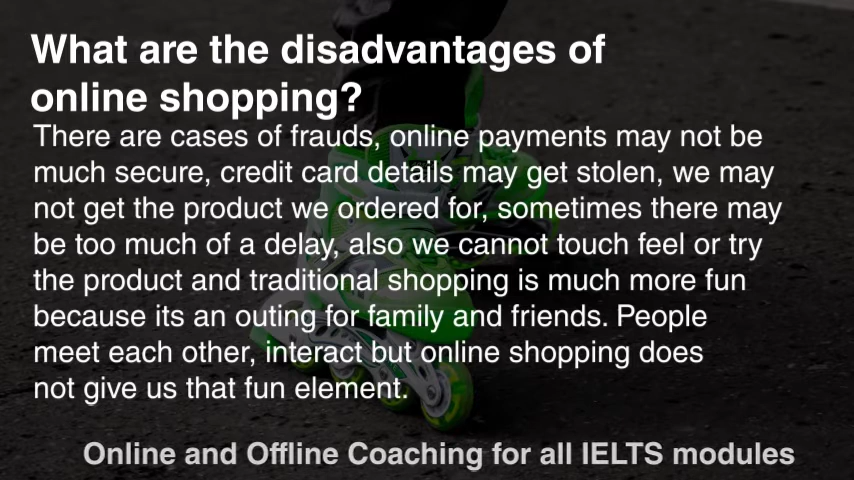 What are the disadvantages of
online shopping?
There are cases of frauds, online payments may not be
much secure, credit card details may get stolen, we may
not get the product we ordered for, sometimes there may
be too much of a delay, also we cannot touch feel or try
the product and traditional shopping is much more fun
because its an outing for family and friends. People
meet each other, interact but online shopping does
not give us that fun element.
Online and Offline Coaching for all IELTS modules